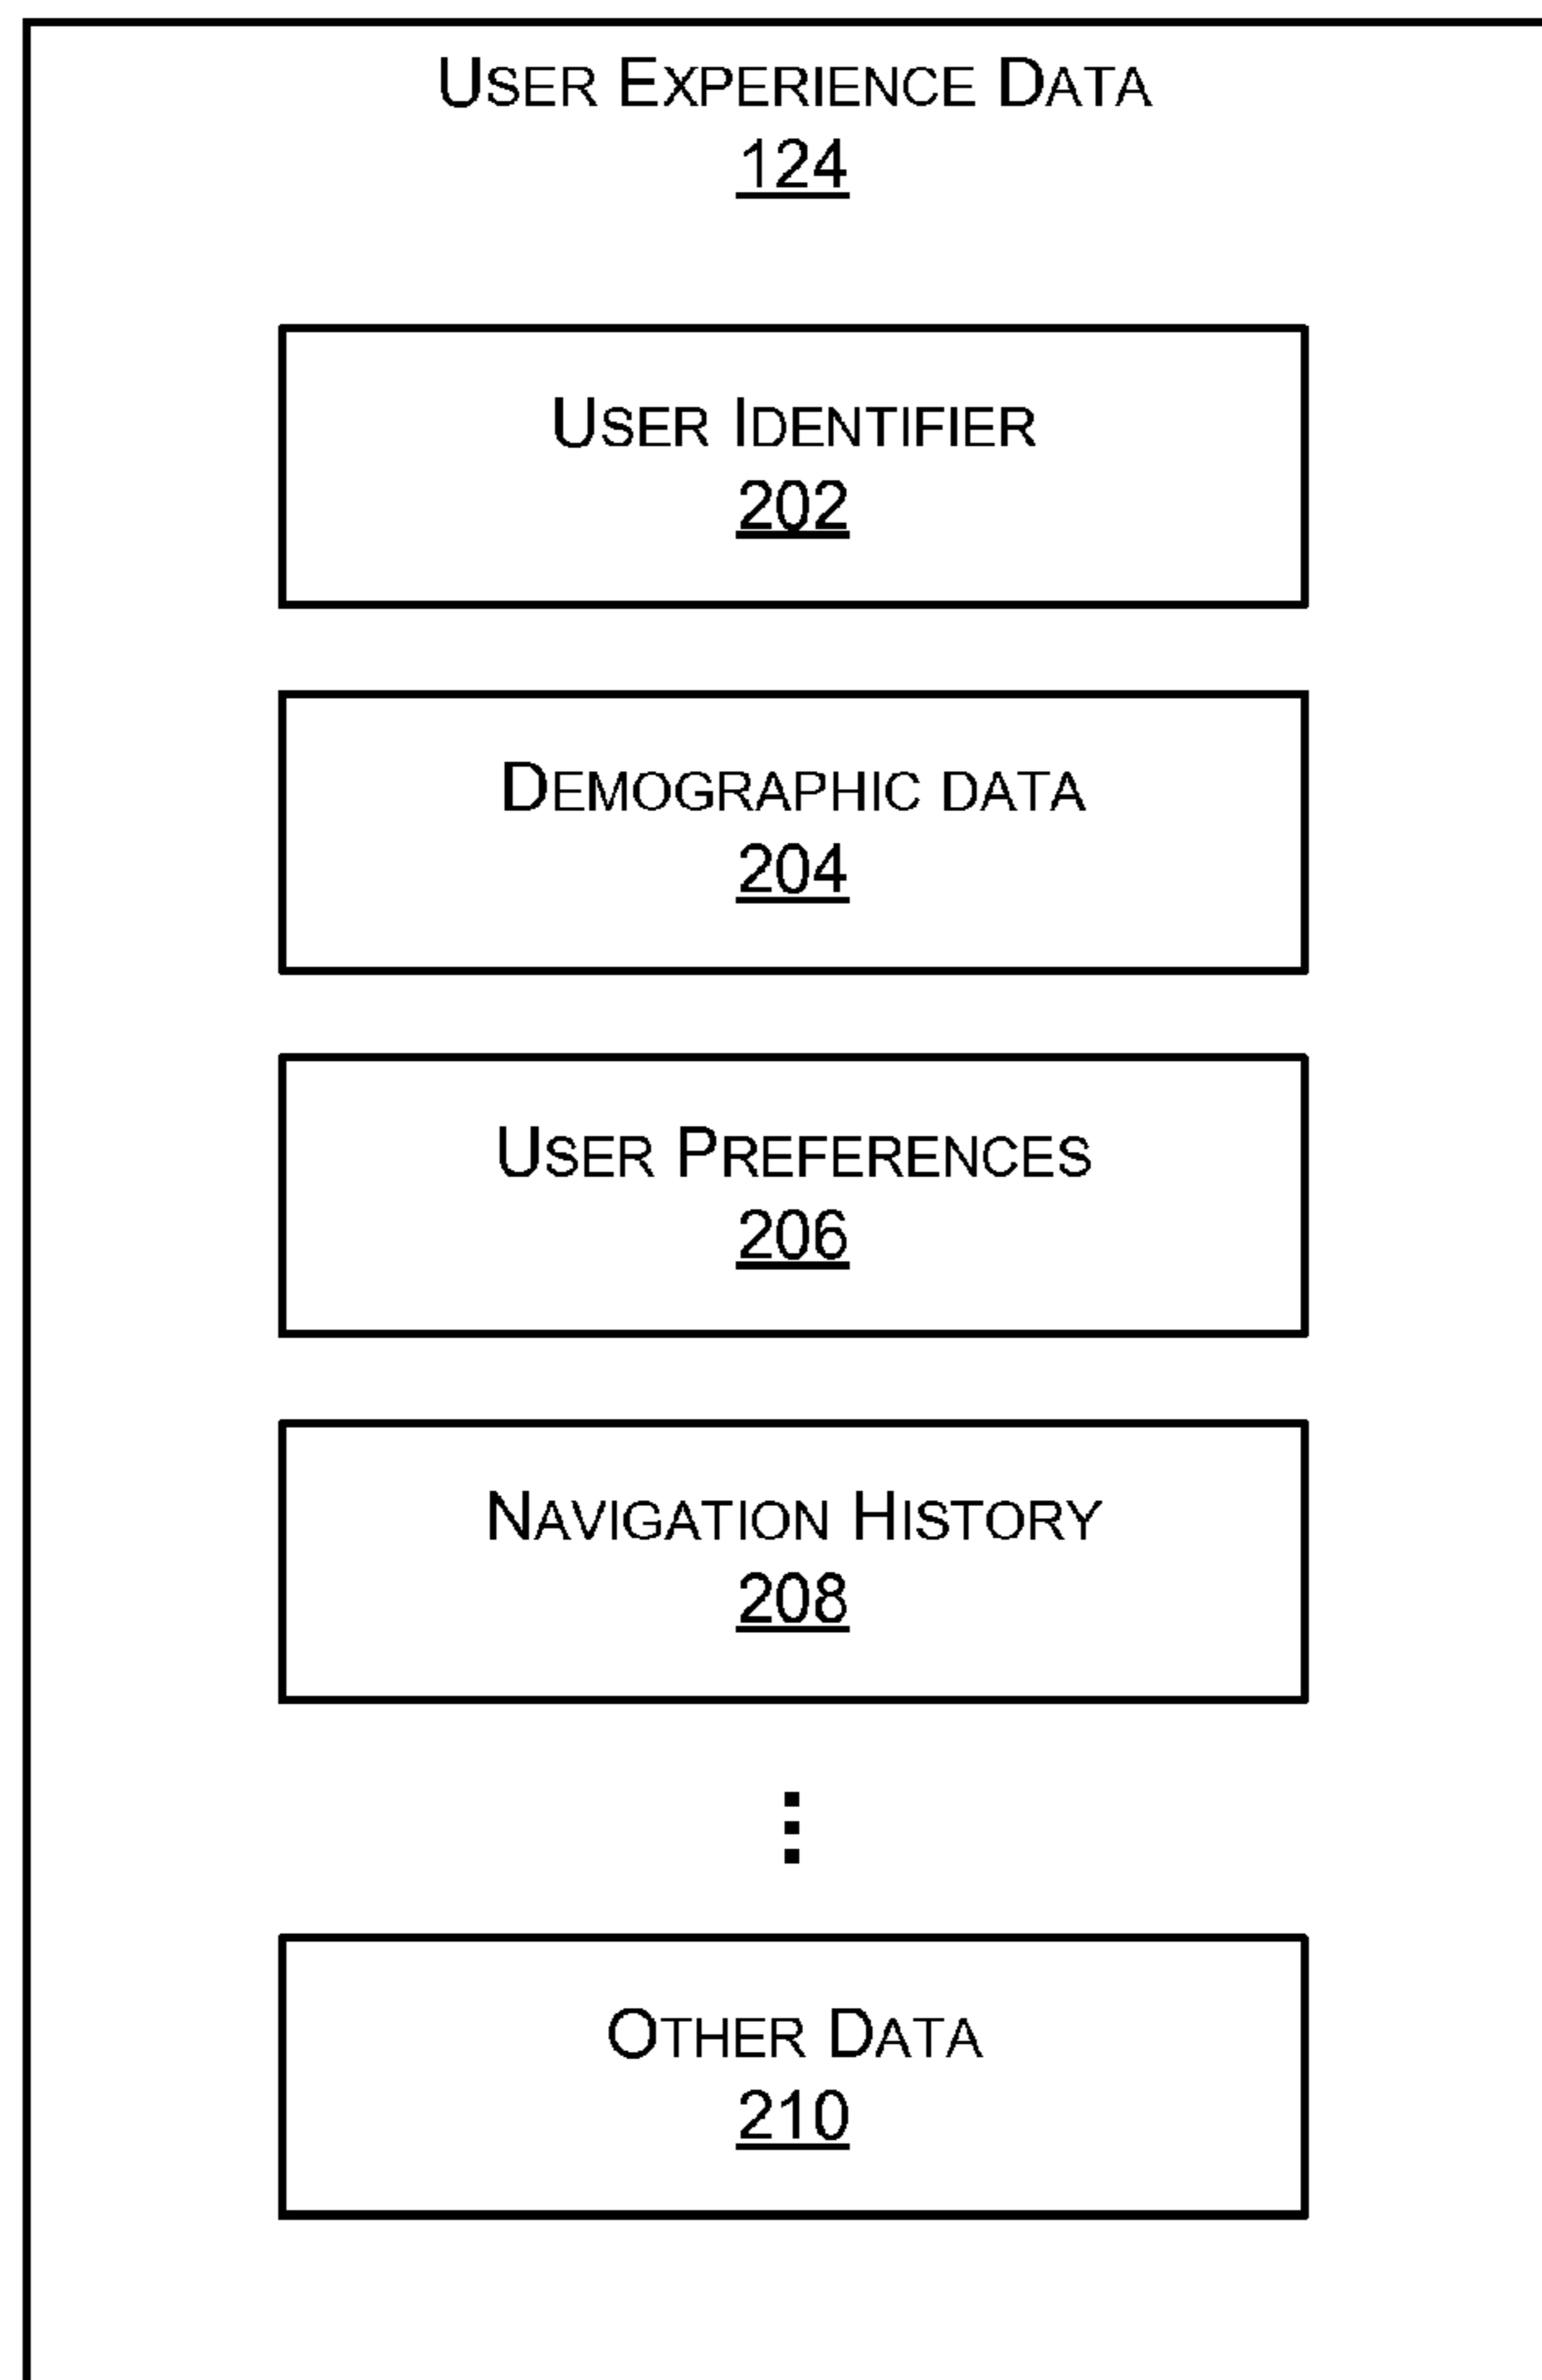 User Experience Data
124
User Identifier
202
Demographic data
204
User Preferences
206
Navigation History
208
Other Data
210